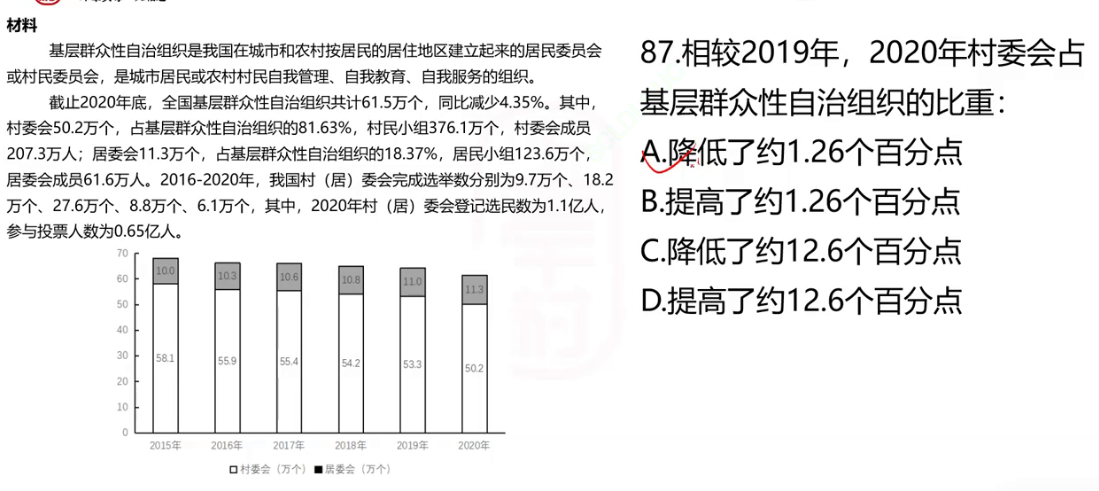 材料
基层群众性自治组织是我国在城市和农村按居民的居住地区建立起来的居民委员会
或村民委员会，是城市居民或农村村民自我管理、自我教育、自我服务的组织。
截止2020年底，全国基层群众性自治组织共计61.5万个，同比减少4.35%。其中，
村委会50.2万个，占基层群众性自治组织的81.63%，村民小组376.1万个，村委会成员
207.3万人；居委会11.3万个，占基层群众性自治组织的18.37%，居民小组123.6万个，
居委会成员61.6万人。2016-2020年，我国村（居）委会完成选举数分别为9.7万个、18.2
万个、27.6万个、8.8万个、6.1万个，其中，2020年村（居）委会登记选民数为1.1亿人，
参与投票人数为0.65亿人。
70
60
50
40
30
20
10
0
10.0 10.3 10.6 10.8 11.0 11.3
58.1 55.9 55.4 54.2 53.3 50.2
2015年 2016年 2017年 2018年 2019年 2020年
村委会（万个） 居委会（万个）
87.相较2019年，2020年村委会占
基层群众性自治组织的比重：
A.降低了约1.26个百分点
B.提高了约1.26个百分点
C.降低了约12.6个百分点
D.提高了约12.6个百分点